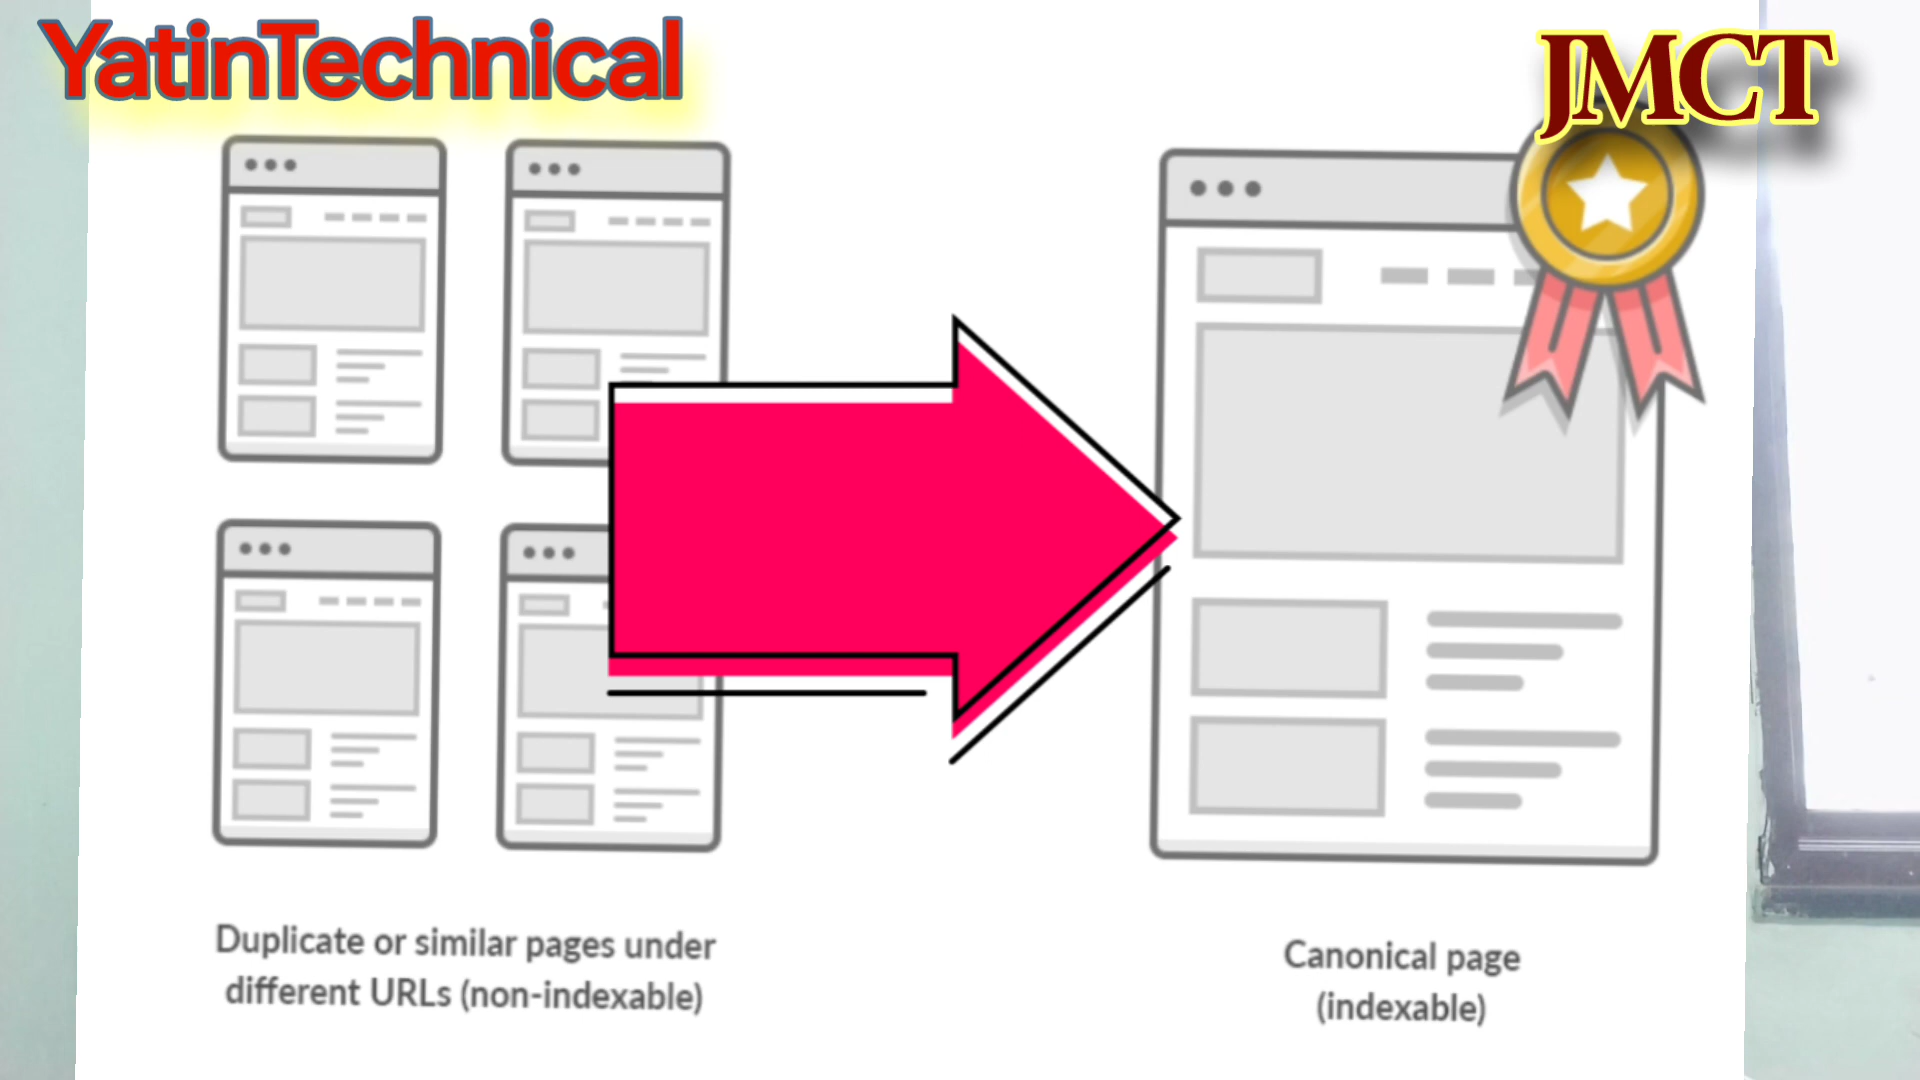 YatinTechnical
JMCT
Duplicate or similar pages under
different URLs (non-indexable)
Canonical page
(indexable)